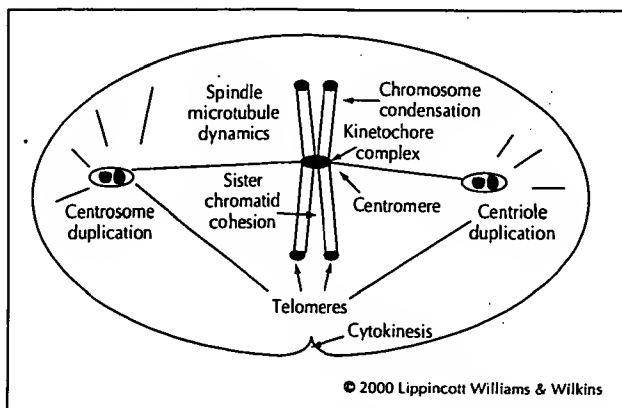 Spindle
microtubule
dynamics
Chromosome
condensation
Kinetochore
complex
Sister
chromatid
cohesion
Centromere
Centrosome
duplication
Centriole
duplication
Telomeres
Cytokinesis
© 2000 Lippincott Williams & Wilkins